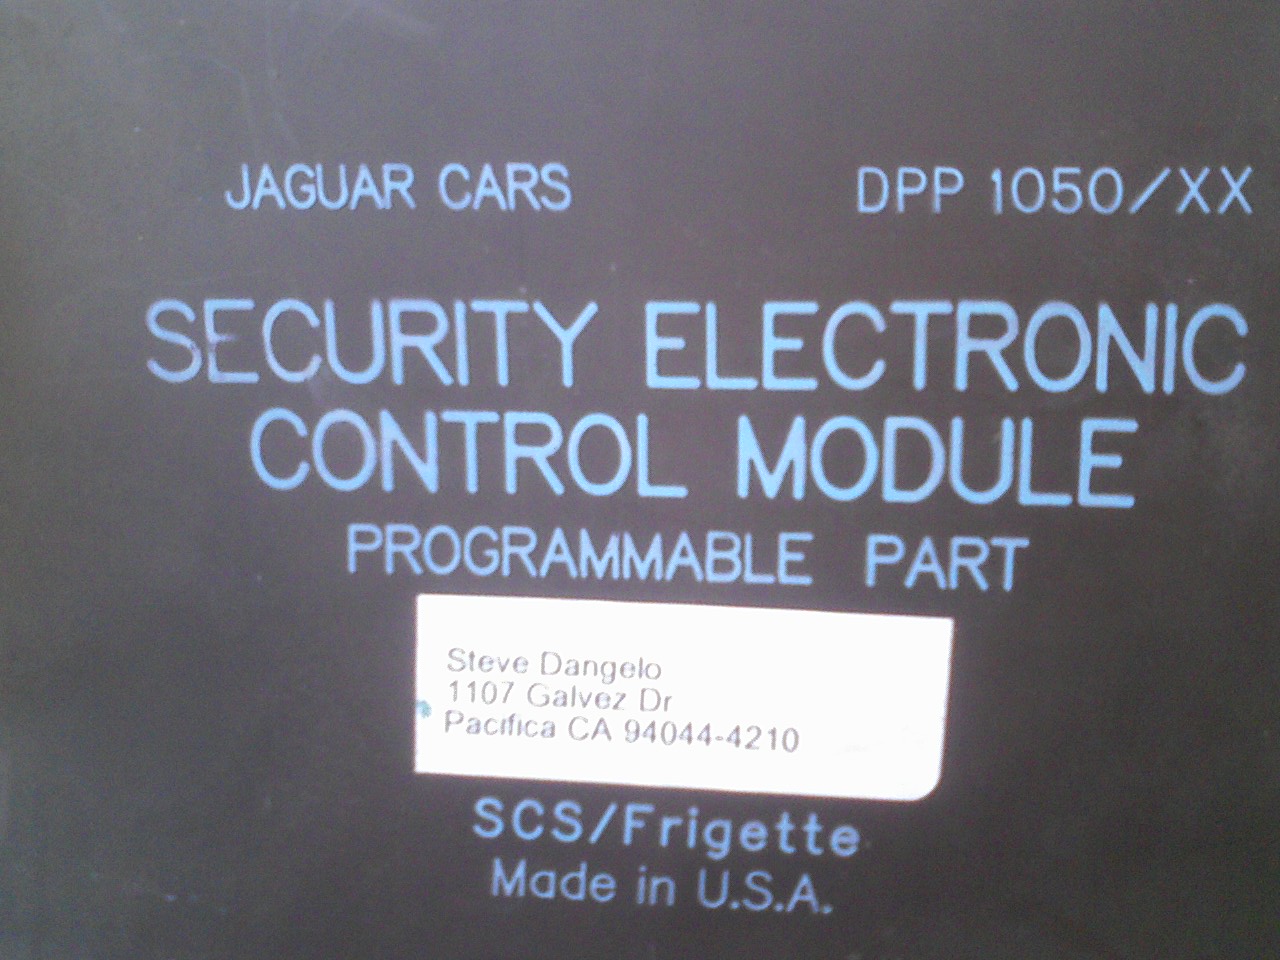 JAGUAR CARS DPP 1050/XX
SECURITY ELECTRONIC
CONTROL MODULE
PROGRAMMABLE PART
Steve Dangelo
1107 Galvez Dr
Pacifica CA 94044-4210
SCS/Frigette
Made in U.S.A.